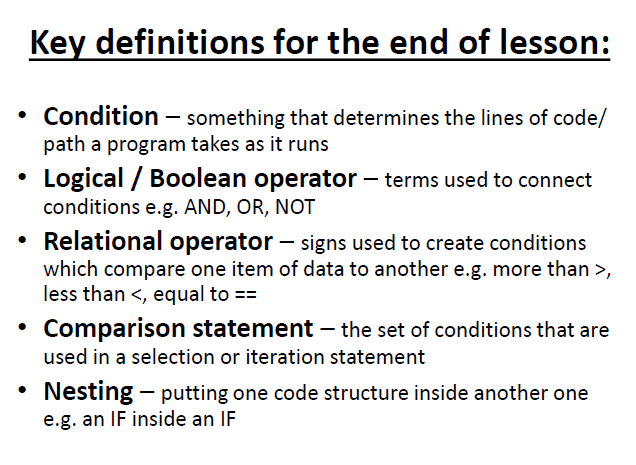 Key definitions for the end of lesson:
• Condition – something that determines the lines of code/
path a program takes as it runs
• Logical / Boolean operator – terms used to connect
conditions e.g. AND, OR, NOT
• Relational operator – signs used to create conditions
which compare one item of data to another e.g. more than >,
less than <, equal to ==
• Comparison statement – the set of conditions that are
used in a selection or iteration statement
• Nesting – putting one code structure inside another one
e.g. an IF inside an IF